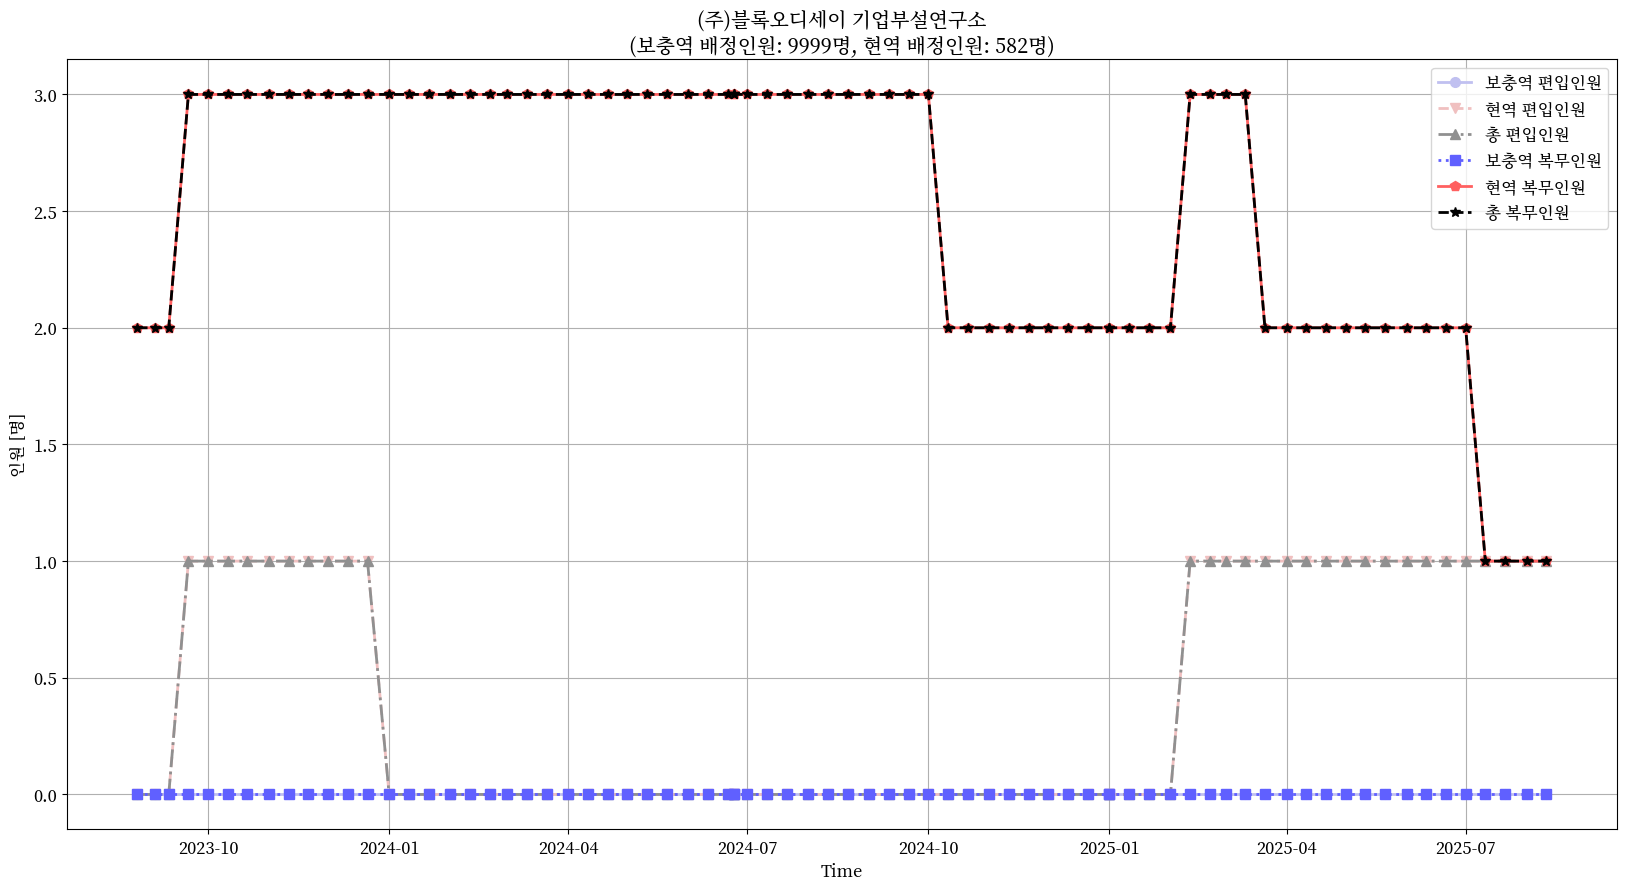 (주)블록오디세이 기업부설연구소
(보충역 배정인원: 9999명, 현역 배정인원: 582명)
보충역 편입인원
현역 편입인원
총 편입인원
보충역 복무인원
현역 복무인원
총 복무인원
3.0
2.5
2.0
1.5
1.0
0.5
0.0
인원 [명]
2023-10
2024-01
2024-04
2024-07
2024-10
2025-01
2025-04
2025-07
Time